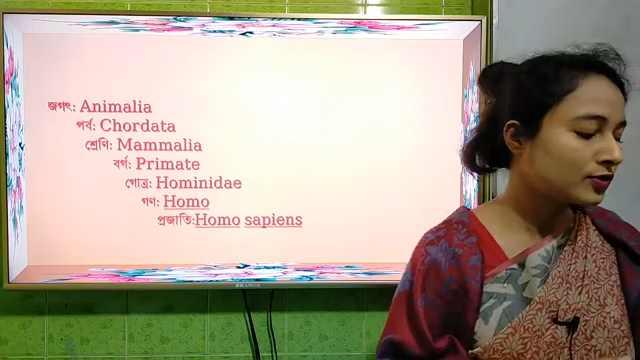 জগৎ: Animalia
পর্ব: Chordata
শ্রেণি: Mammalia
বর্গ: Primate
গোত্র: Hominidae
গণ: Homo
প্রজাতি:Homo sapiens